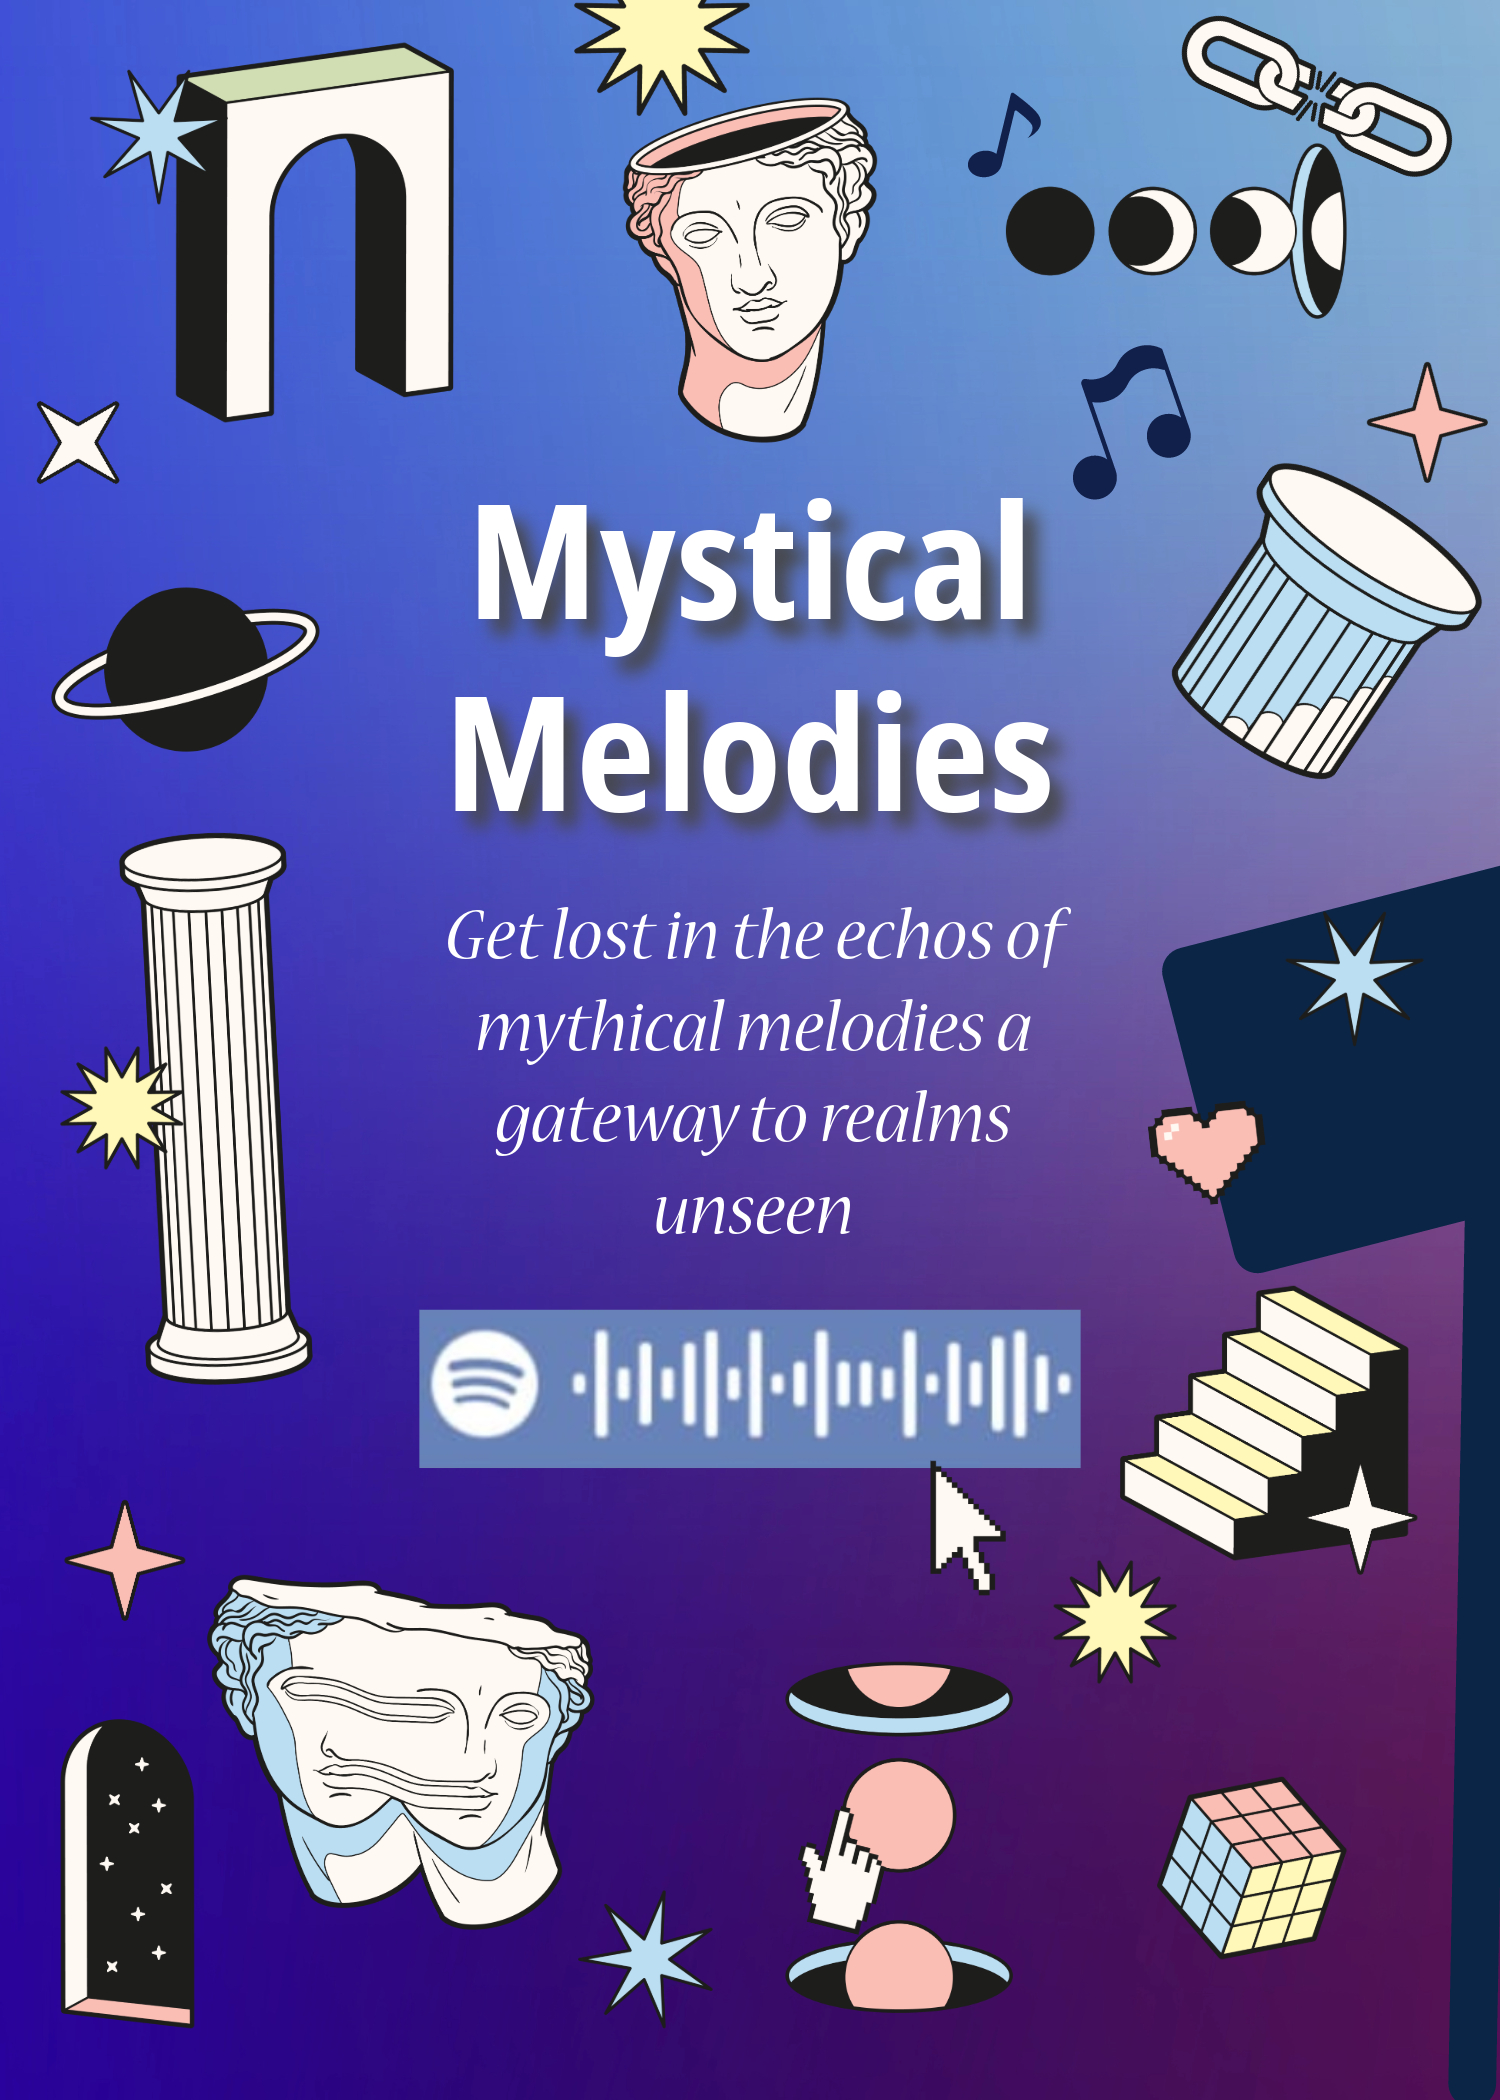 Mystical
Melodies
Get lost in the echos of
mythical melodies a
gateway to realms
unseen